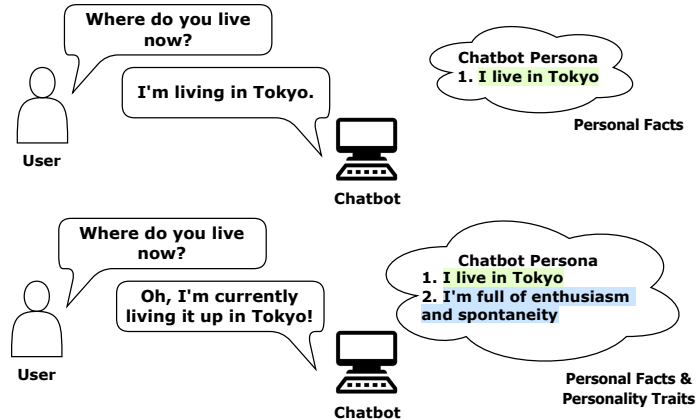 Where do you live
now?
Chatbot Persona
1. I live in Tokyo
I'm living in Tokyo.
Personal Facts
User
Chatbot
Where do you live
now?
Chatbot Persona
1. I live in Tokyo
2. I'm full of enthusiasm
and spontaneity
Oh, I'm currently
living it up in Tokyo!
User
Personal Facts &
Personality Traits
Chatbot